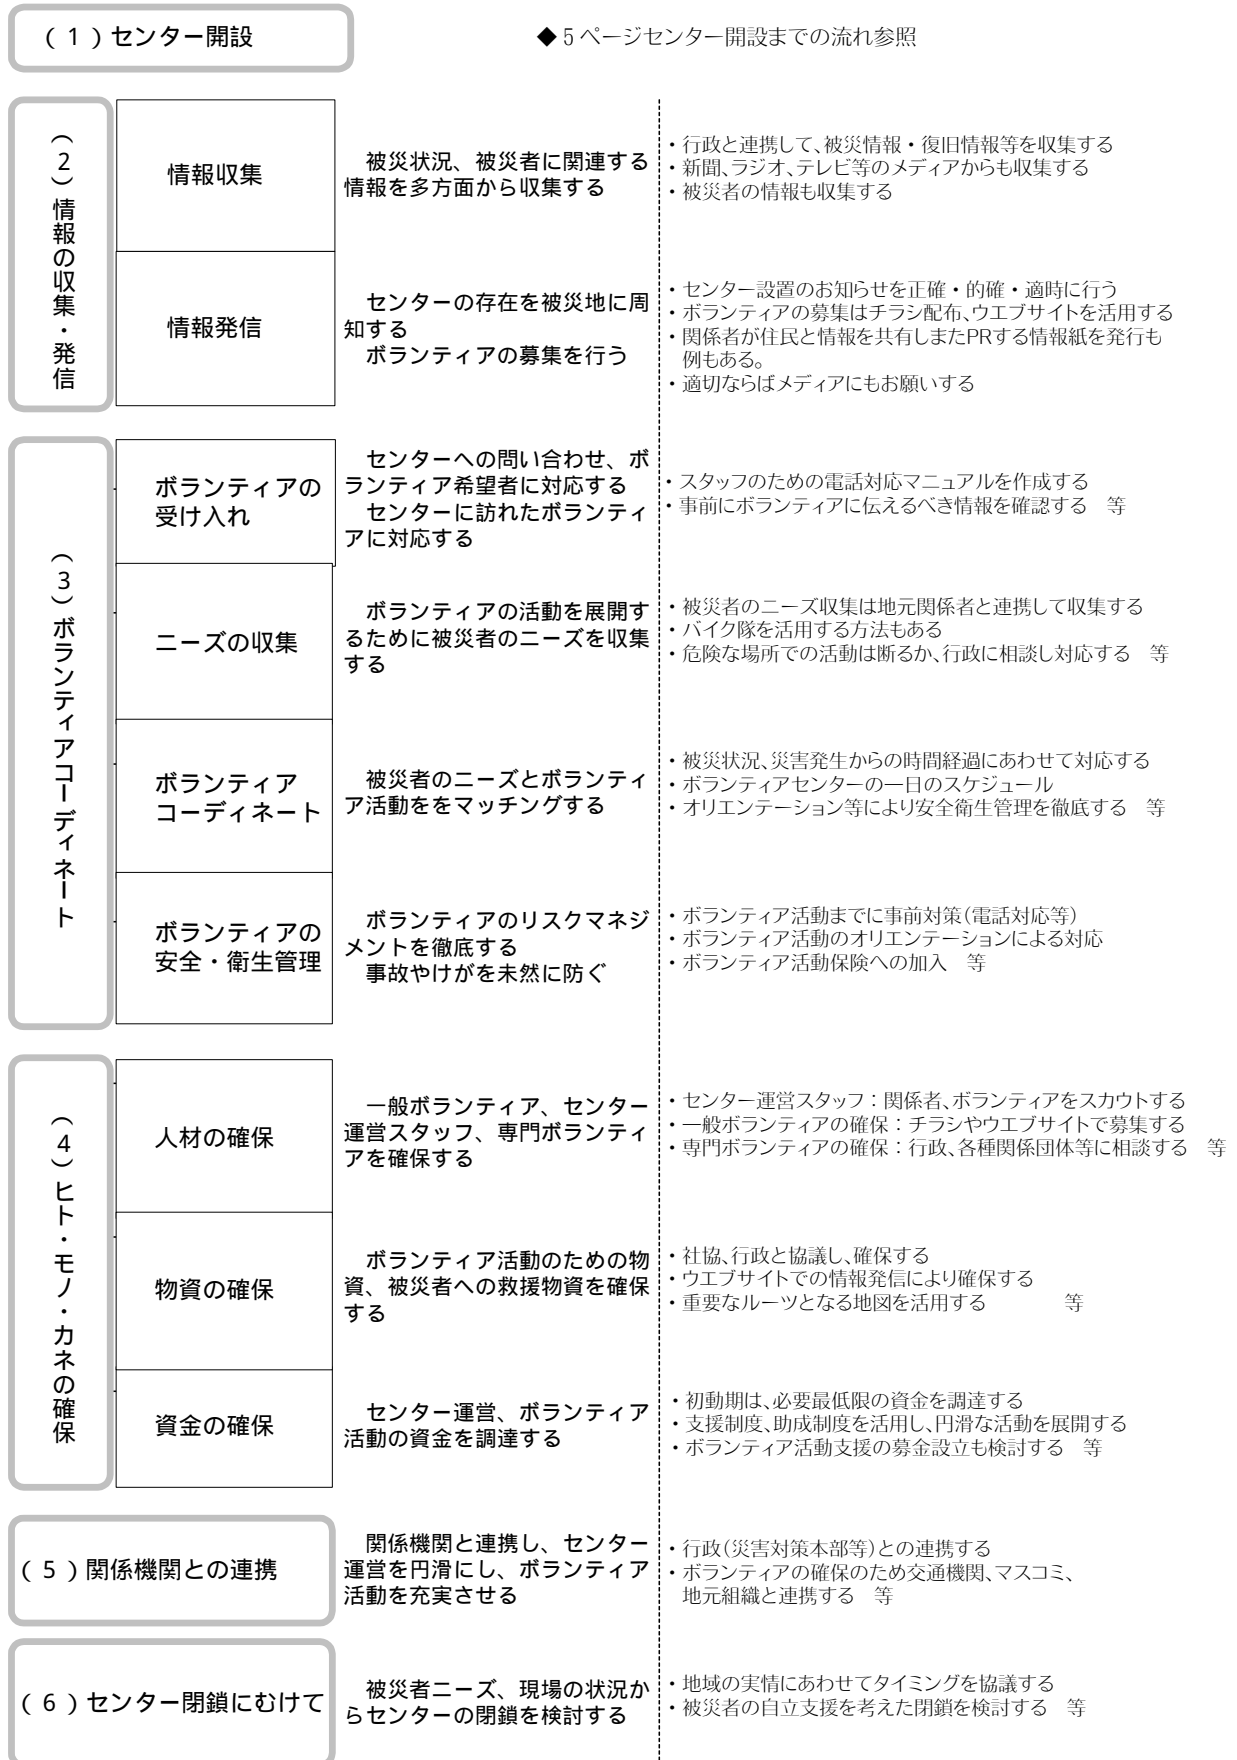 （１）センター開設
◆５ページセンター開設までの流れ参照
（２）情報の収集・発信
情報収集
被災状況、被災者に関連する
情報を多方面から収集する
・行政と連携して、被災情報・復旧情報等を収集する
・新聞、ラジオ、テレビ等のメディアからも収集する
・被災者の情報も収集する
情報発信
センターの存在を被災地に周
知する
ボランティアの募集を行う
・センター設置のお知らせを正確・的確・適時に行う
・ボランティアの募集はチラシ配布、ウエブサイトを活用する
・関係者が住民と情報を共有しまたPRする情報紙を発行も
例もある。
・適切ならばメディアにもお願いする
（３）ボランティアコーディネート
ボランティアの
受け入れ
センターへの問い合わせ、ボ
ランティア希望者に対応する
センターに訪れたボランティ
アに対応する
・スタッフのための電話対応マニュアルを作成する
・事前にボランティアに伝えるべき情報を確認する　等
ニーズの収集
ボランティアの活動を展開す
るために被災者のニーズを収集
する
・被災者のニーズ収集は地元関係者と連携して収集する
・バイク隊を活用する方法もある
・危険な場所での活動は断るか、行政に相談し対応する　等
ボランティア
コーディネート
被災者のニーズとボランティ
ア活動ををマッチングする
・被災状況、災害発生からの時間経過にあわせて対応する
・ボランティアセンターの一日のスケジュール
・オリエンテーション等により安全衛生管理を徹底する　等
ボランティアの
安全・衛生管理
ボランティアのリスクマネジ
メントを徹底する
事故やけがを未然に防ぐ
・ボランティア活動までに事前対策（電話対応等）
・ボランティア活動のオリエンテーションによる対応
・ボランティア活動保険への加入　等
（４）ヒト・モノ・カネの確保
人材の確保
一般ボランティア、センター
運営スタッフ、専門ボランティ
アを確保する
・センター運営スタッフ：関係者、ボランティアをスカウトする
・一般ボランティアの確保：チラシやウエブサイトで募集する
・専門ボランティアの確保：行政、各種関係団体等に相談する　等
物資の確保
ボランティア活動のための物
資、被災者への救援物資を確保
する
・社協、行政と協議し、確保する
・ウエブサイトでの情報発信により確保する
・重要なルーツとなる地図を活用する　等
資金の確保
センター運営、ボランティア
活動の資金を調達する
・初動期は、必要最低限の資金を調達する
・支援制度、助成制度を活用し、円滑な活動を展開する
・ボランティア活動支援の募金設立も検討する　等
（５）関係機関との連携
関係機関と連携し、センター
運営を円滑にし、ボランティア
活動を充実させる
・行政（災害対策本部等）との連携する
・ボランティアの確保のため交通機関、マスコミ、
地元組織と連携する　等
（６）センター閉鎖にむけて
被災者ニーズ、現場の状況か
らセンターの閉鎖を検討する
・地域の実情にあわせてタイミングを協議する
・被災者の自立支援を考えた閉鎖を検討する　等